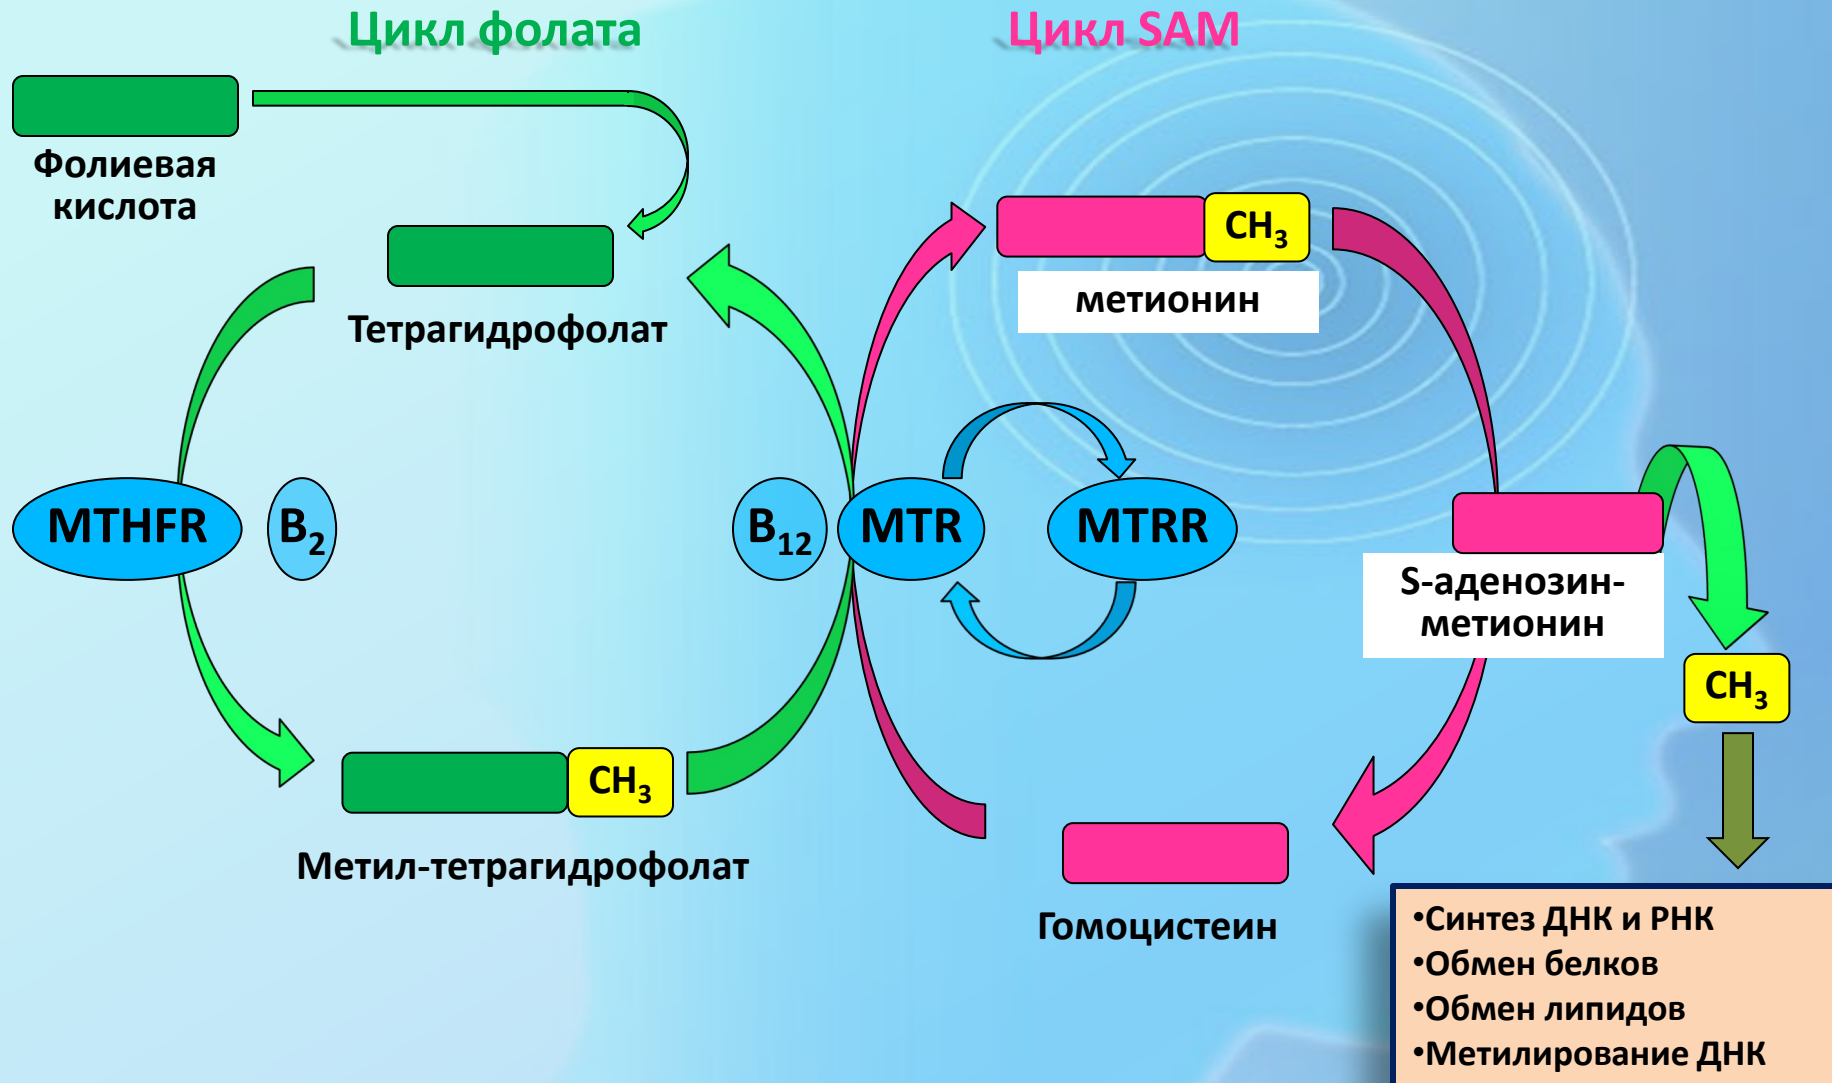 Цикл фолата
Цикл SAM
Фолиевая
кислота
Тетрагидрофолат
CH₃
метионин
MTHFR
B₂
B₁₂
MTR
MTRR
S-аденозин-
метионин
CH₃
CH₃
Метил-тетрагидрофолат
Гомоцистеин
•Синтез ДНК и РНК
•Обмен белков
•Обмен липидов
•Метилирование ДНК